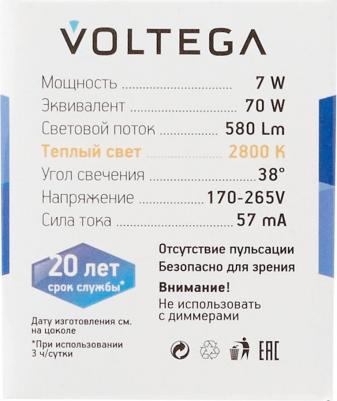 VOLTEGA
Мощность 7 W
Эквивалент 70 W
Световой поток 580 Lm
Теплый свет 2800 K
Угол свечения 38°
Напряжение 170-265V
Сила тока 57 mA
Отсутствие пульсации
Безопасно для зрения
20 лет
срок службы*
Внимание!
Не использовать
с диммерами
Дату изготовления см.
на цоколе
*При использовании
3 ч/сутки
EAC